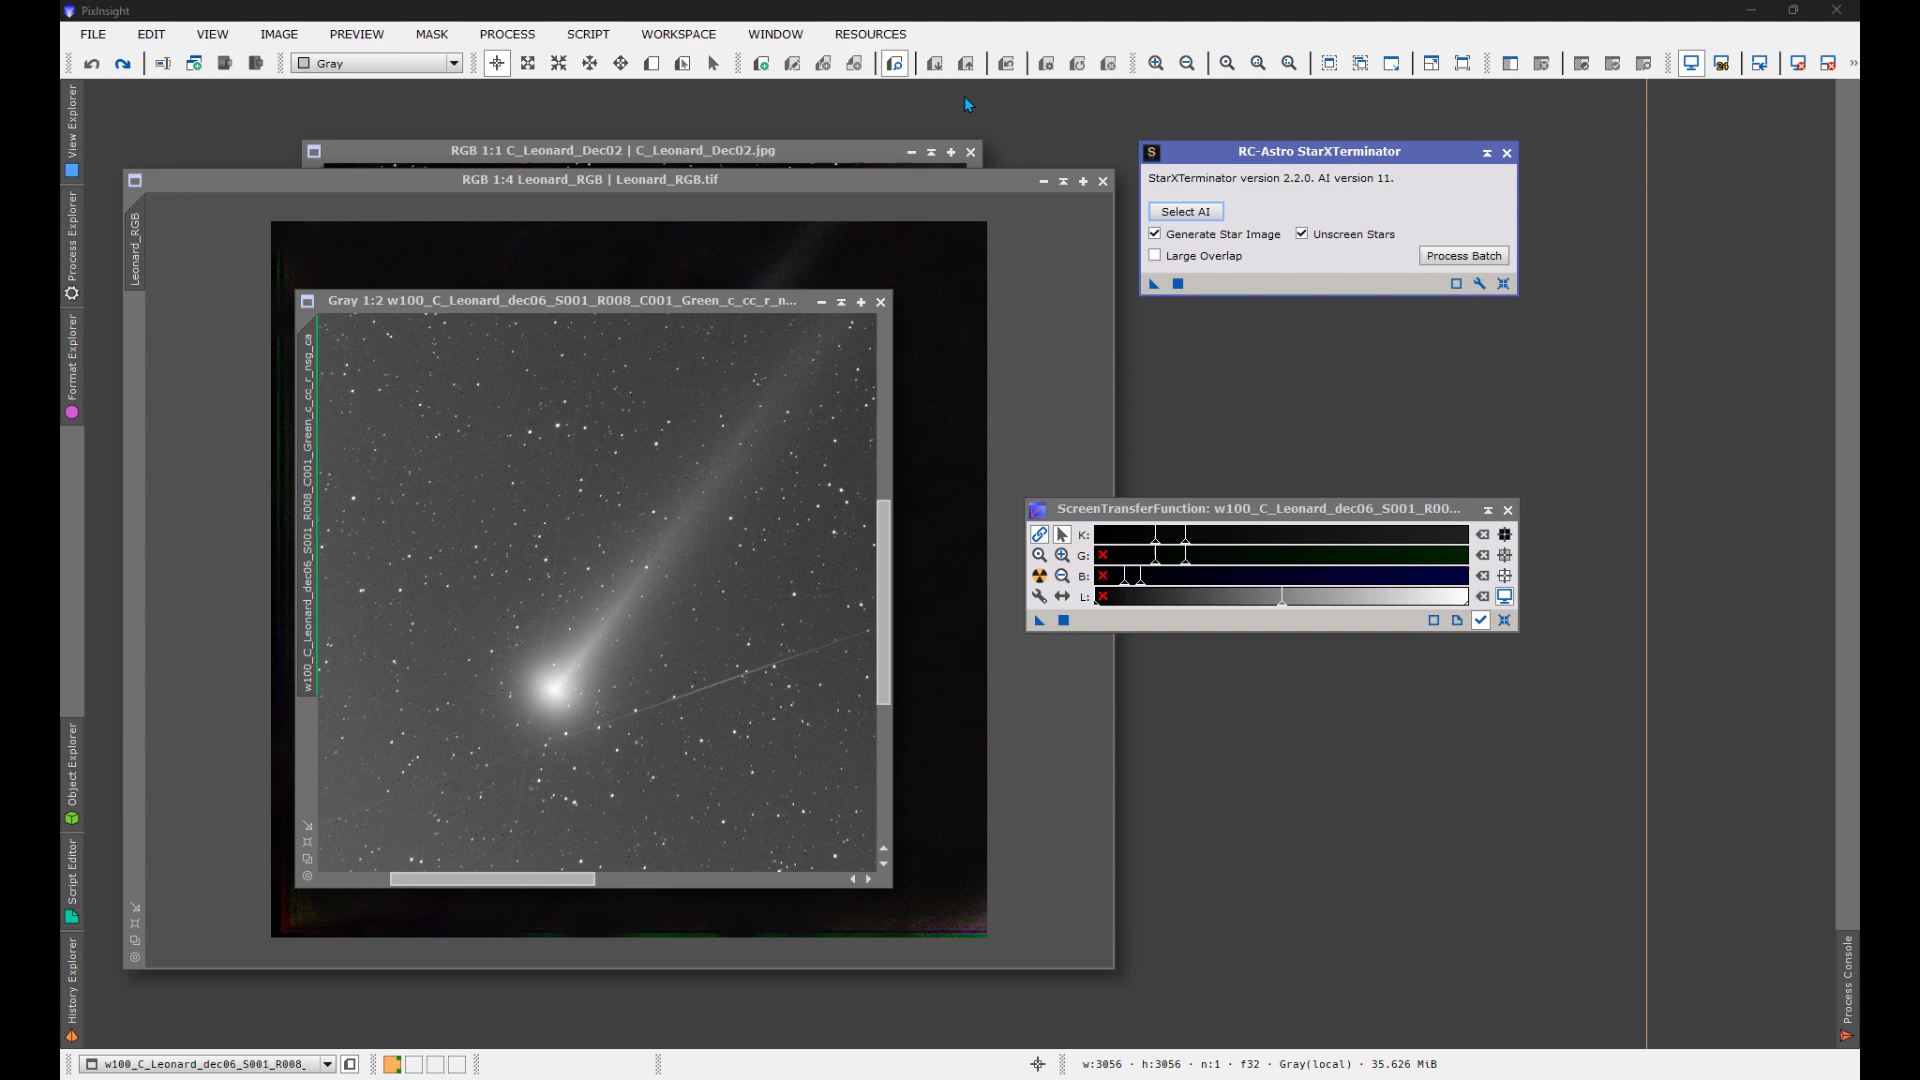 PixInsight
FILE EDIT VIEW IMAGE PREVIEW MASK PROCESS SCRIPT WORKSPACE WINDOW RESOURCES
Gray
View Explorer
Process Explorer
Format Explorer
Object Explorer
Script Editor
History Explorer
RGB 1:1 C_Leonard_Dec02 | C_Leonard_Dec02.jpg
RGB 1:4 Leonard_RGB | Leonard_RGB.tif
Leonard_RGB
Gray 1:2 w100_C_Leonard_dec06_S001_R008_C001_Green_c_cc_r_n...
w100_C_Leonard_dec06_S001_R008_C001_Green_c_cc_r_nsg_ca
RC-Astro StarXTerminator
StarXTerminator version 2.2.0. AI version 11.
Select AI
Generate Star Image Unscreen Stars
Large Overlap Process Batch
ScreenTransferFunction: w100_C_Leonard_dec06_S001_R00...
K:
G:
B:
L:
Process Console
w100_C_Leonard_dec06_S001_R008_
w:3056 · h:3056 · n:1 · f32 · Gray(local) · 35.626 MiB